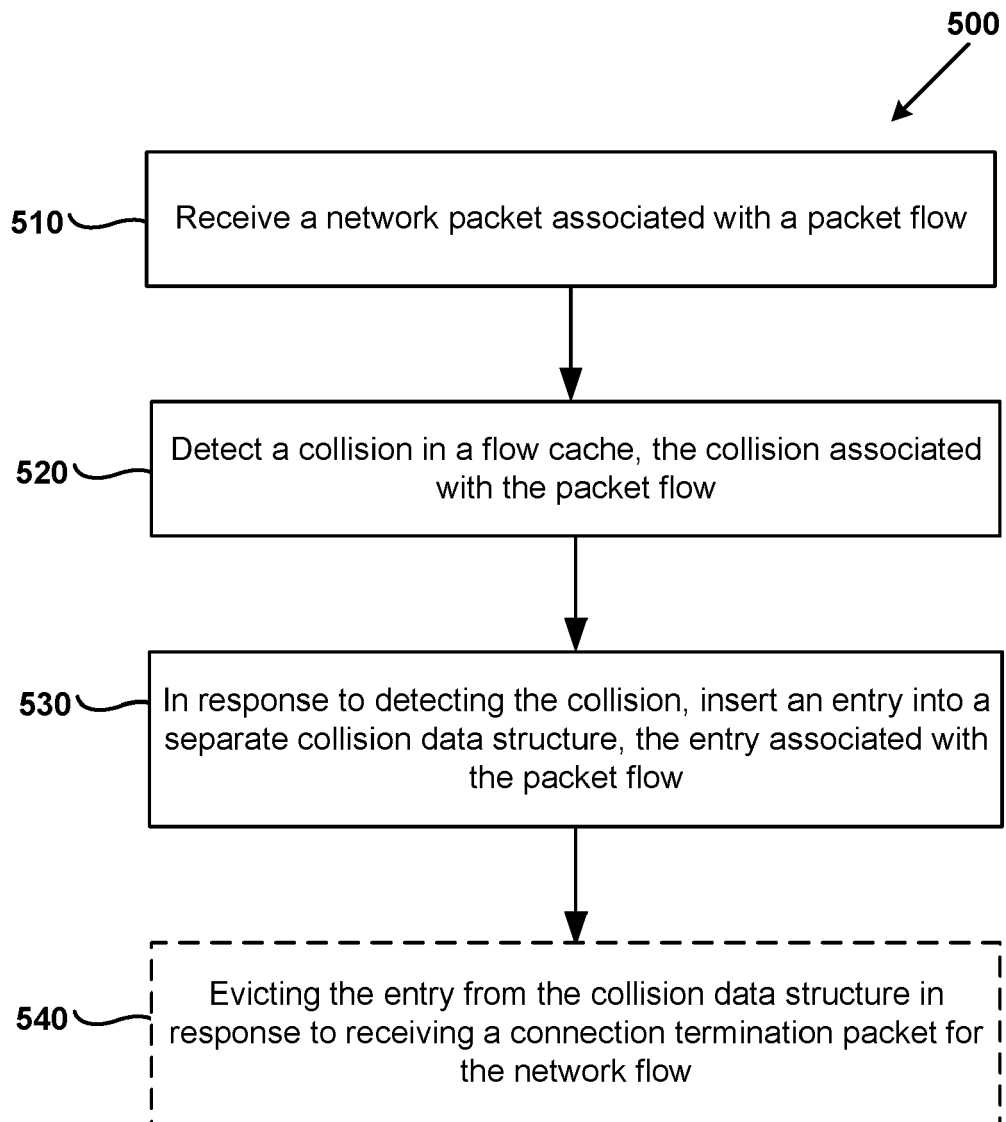 500
510
Receive a network packet associated with a packet flow
520
Detect a collision in a flow cache, the collision associated
with the packet flow
530
In response to detecting the collision, insert an entry into a
separate collision data structure, the entry associated with
the packet flow
540
Evicting the entry from the collision data structure in
response to receiving a connection termination packet for
the network flow